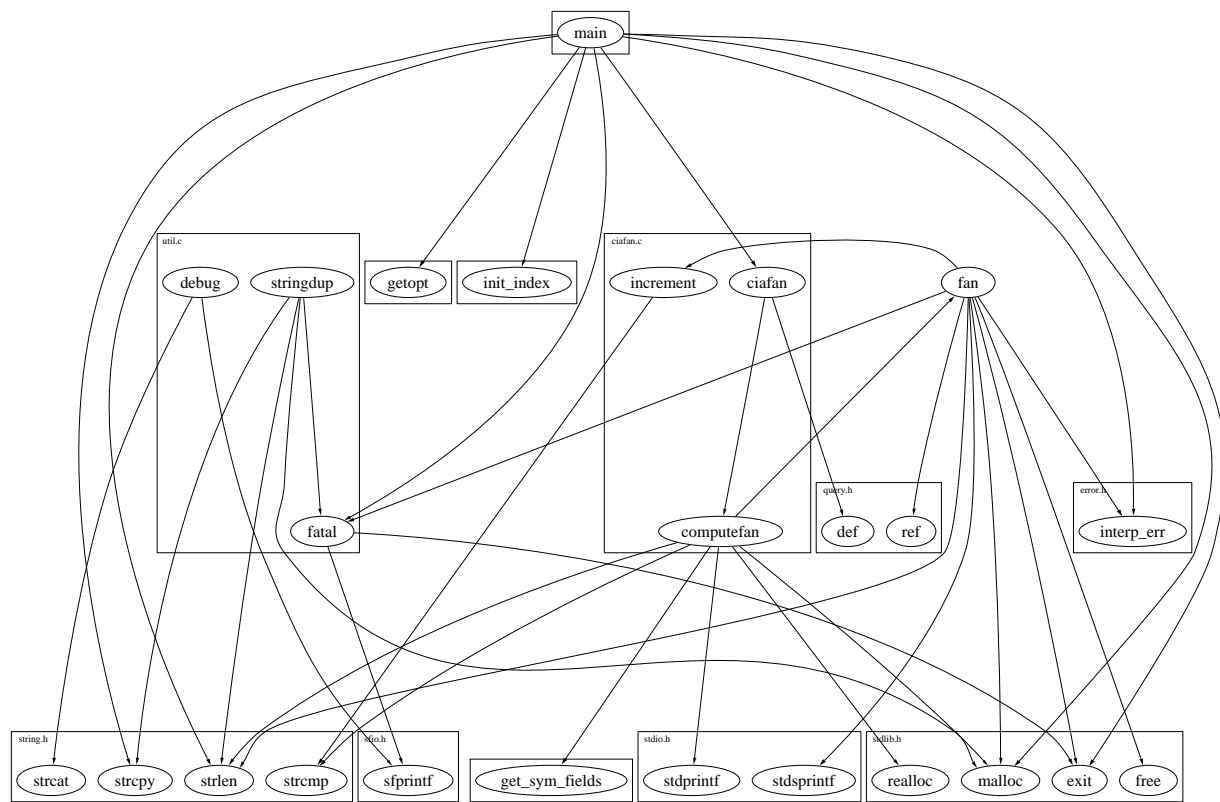 main
util.c
ciafan.c
debug
stringdup
getopt
init_index
increment
ciafan
fan
query.h
error.h
fatal
computefan
def
ref
interp_err
string.h
sfio.h
stdio.h
stdlib.h
strcat
strcpy
strlen
strcmp
sfprintf
get_sym_fields
stdprintf
stdsprintf
realloc
malloc
exit
free